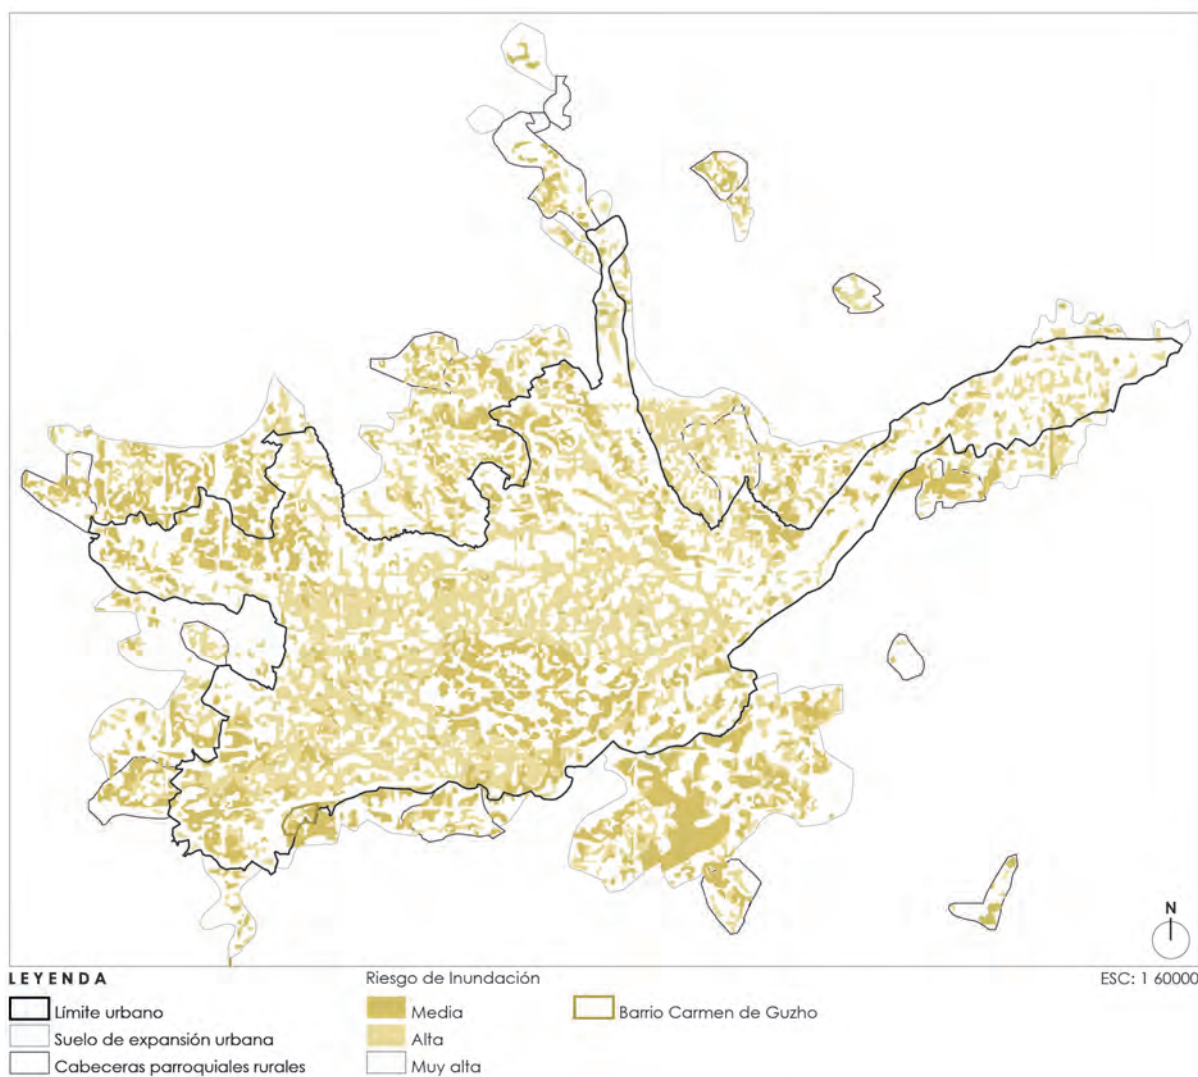 N
LEYENDA
Límite urbano
Suelo de expansión urbana
Cabeceras parroquiales rurales
Riesgo de Inundación
Media
Alta
Muy alta
Barrio Carmen de Guzho
ESC: 1 60000